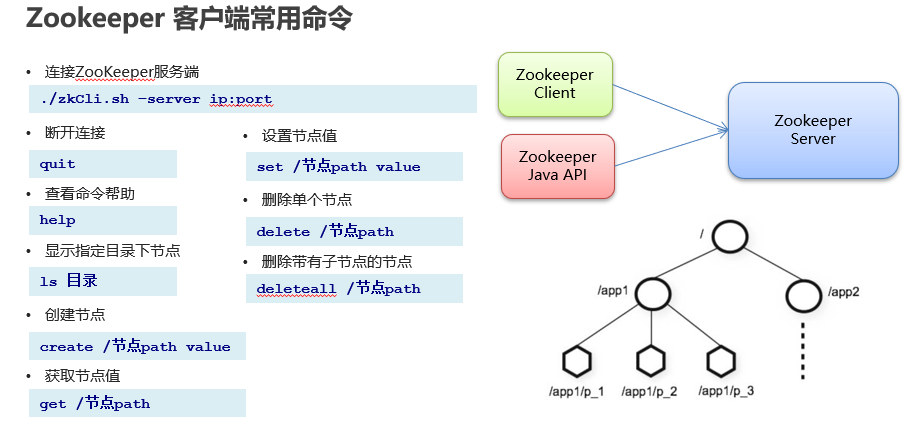 Zookeeper 客户端常用命令
• 连接ZooKeeper服务端
./zkCli.sh –server ip:port
• 断开连接
quit
• 查看命令帮助
help
• 显示指定目录下节点
ls 目录
• 创建节点
create /节点path value
• 获取节点值
get /节点path
• 设置节点值
set /节点path value
• 删除单个节点
delete /节点path
• 删除带有子节点的节点
deleteall /节点path
Zookeeper
Client
Zookeeper
Java API
Zookeeper
Server
/
/app1
/app2
/app1/p_1
/app1/p_2
/app1/p_3